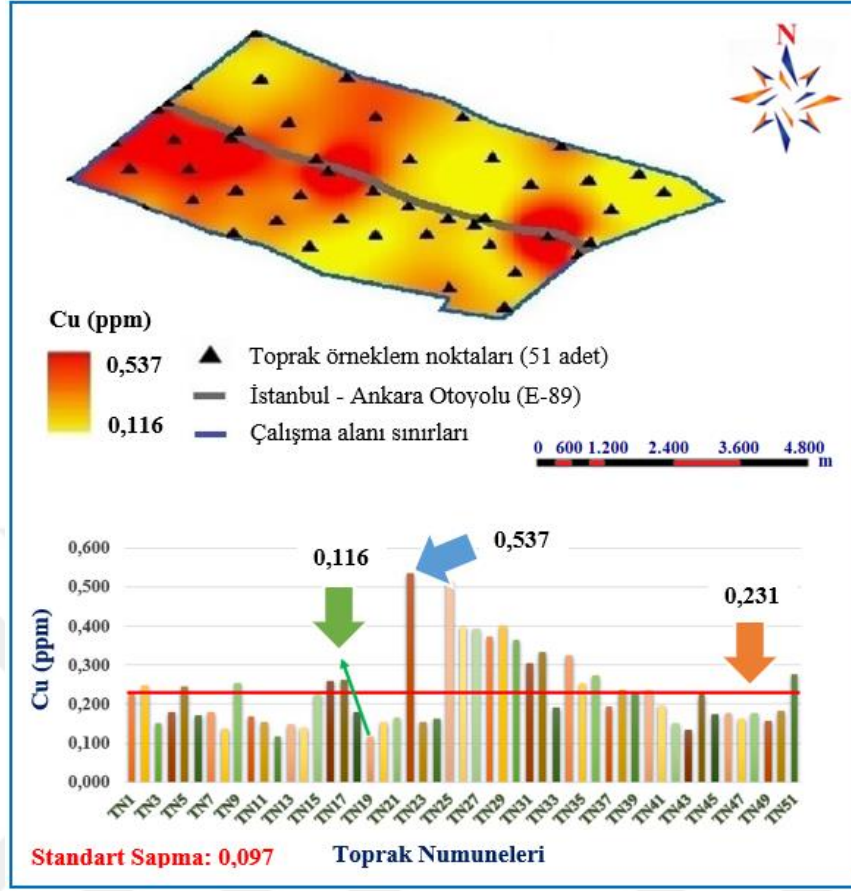 N
Cu (ppm)
0,537
0,116
Toprak örneklem noktaları (51 adet)
İstanbul - Ankara Otoyolu (E-89)
Çalışma alanı sınırları
0 600 1.200 2.400 3.600 4.800
m
0,116
0,537
0,231
Cu (ppm)
0,600
0,500
0,400
0,300
0,200
0,100
0,000
TN1 TN3 TN5 TN7 TN9 TN11 TN13 TN15 TN17 TN19 TN21 TN23 TN25 TN27 TN29 TN31 TN33 TN35 TN37 TN39 TN41 TN43 TN45 TN47 TN49 TN51
Standart Sapma: 0,097 Toprak Numuneleri